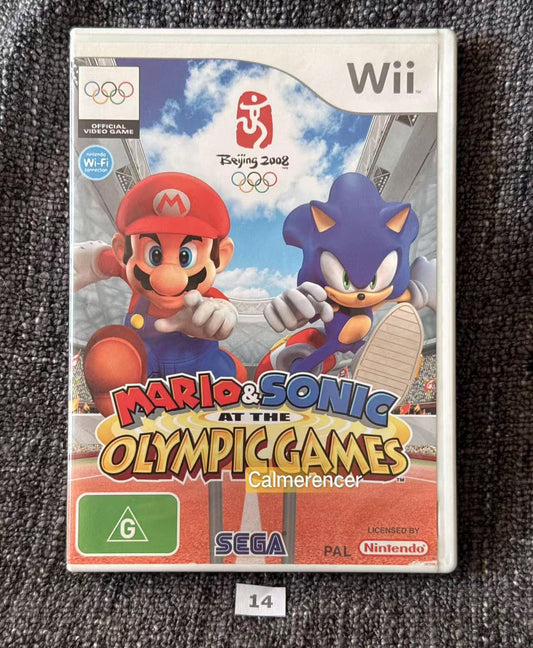 Wii
OFFICIAL
VIDEO GAME
Nintendo
Wi-Fi
connection
Beijing 2008
M
MARIO & SONIC
AT THE
OLYMPIC GAMES
TM
Calmerencer
G
SEGA
PAL
LICENSED BY
Nintendo
14